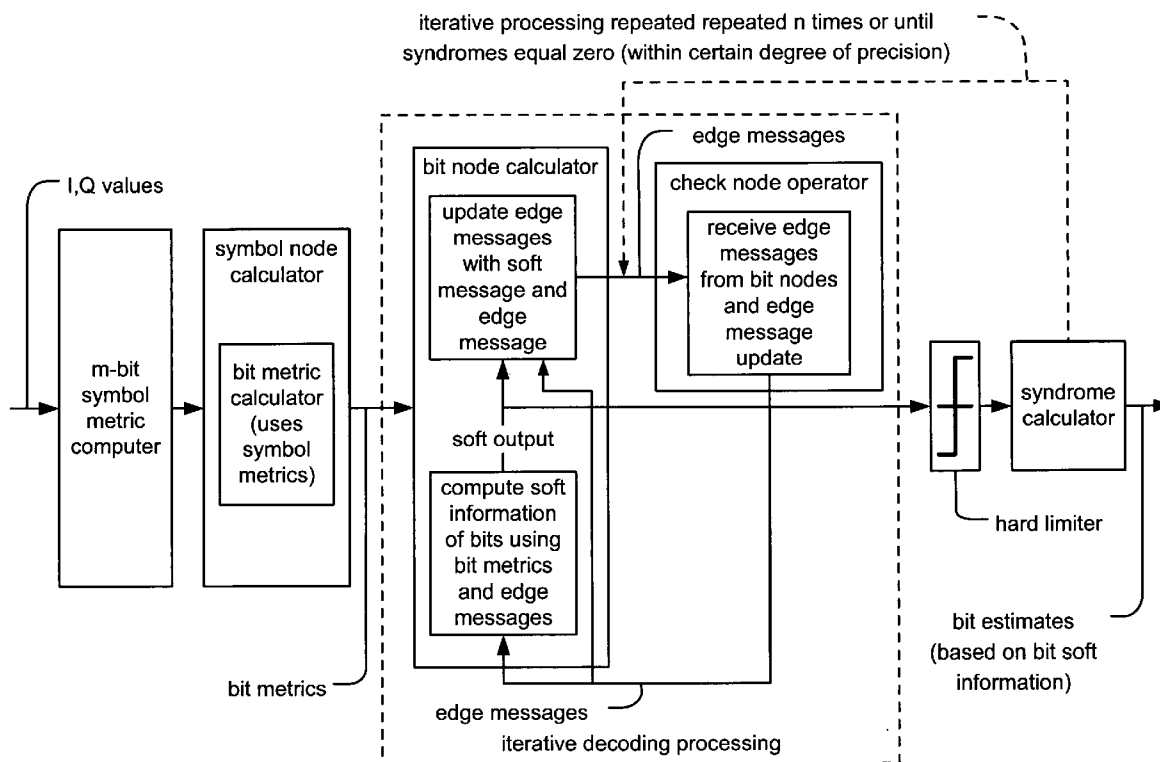 iterative processing repeated repeated n times or until
syndromes equal zero (within certain degree of precision)
edge messages
I,Q values
bit node calculator
check node operator
update edge
messages
with soft
message and
edge
message
receive edge
messages
from bit nodes
and edge
message
update
symbol node
calculator
m-bit
symbol
metric
computer
bit metric
calculator
(uses
symbol
metrics)
soft output
compute soft
information
of bits using
bit metrics
and edge
messages
syndrome
calculator
hard limiter
bit metrics
edge messages
bit estimates
(based on bit soft
information)
iterative decoding processing